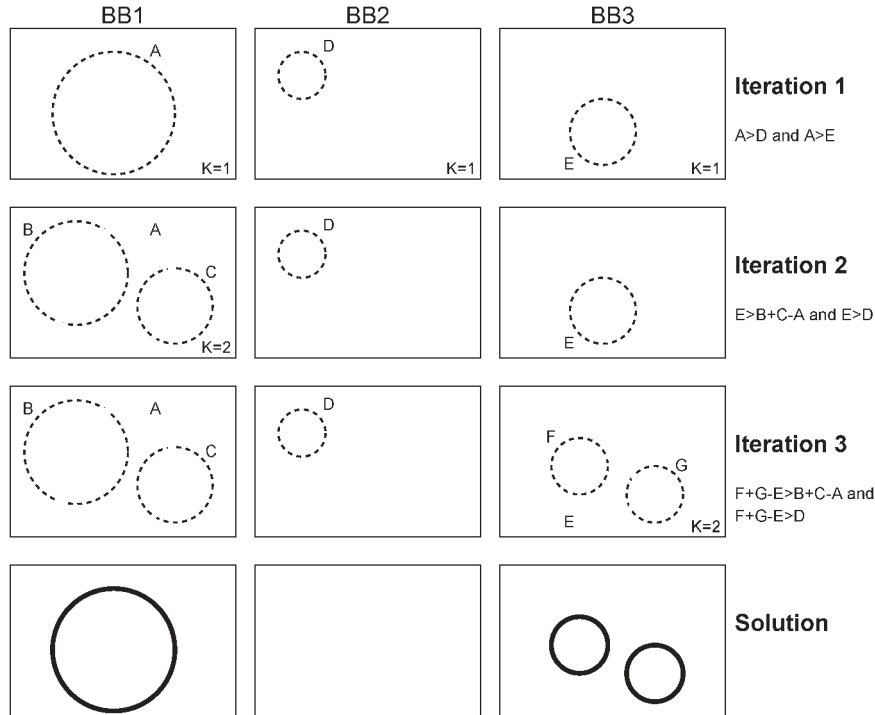 BB1 BB2 BB3
A D E
K=1 K=1 K=1
Iteration 1
A>D and A>E
B A C D E
K=2
Iteration 2
E>B+C-A and E>D
B A C D F G E
K=2
Iteration 3
F+G-E>B+C-A and
F+G-E>D
Solution